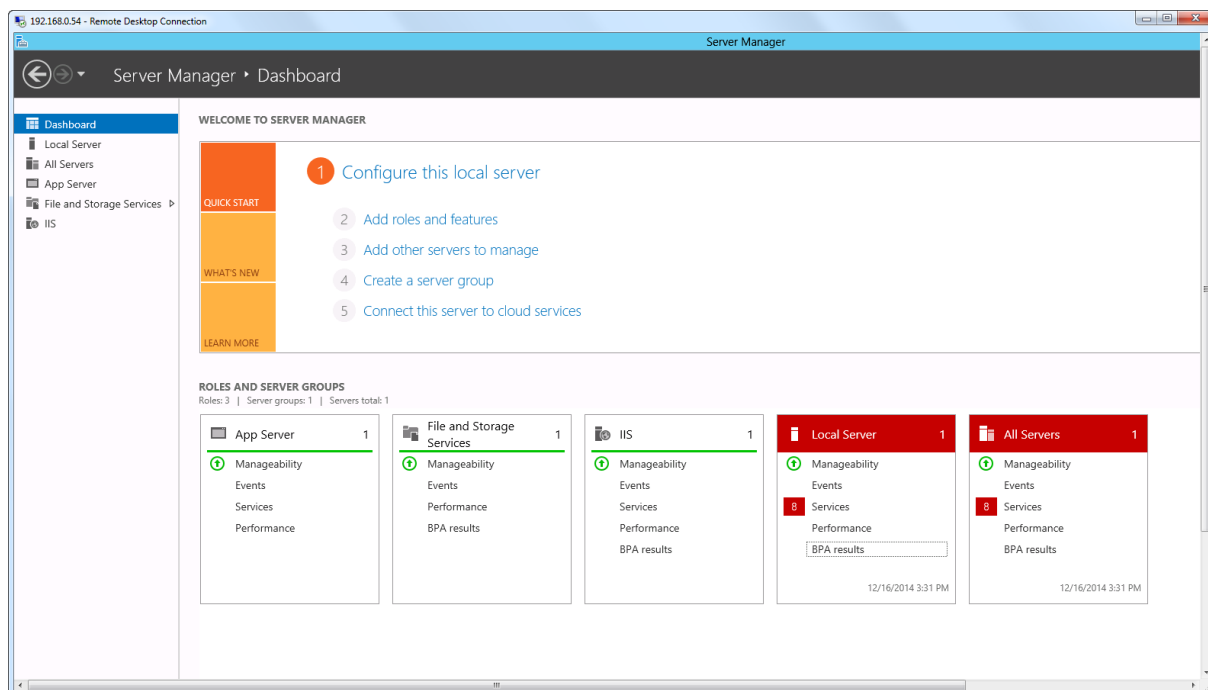 192.168.0.54 - Remote Desktop Connection
Server Manager
Server Manager • Dashboard
Dashboard
Local Server
All Servers
App Server
File and Storage Services
IIS
WELCOME TO SERVER MANAGER
QUICK START
WHAT'S NEW
LEARN MORE
1 Configure this local server
2 Add roles and features
3 Add other servers to manage
4 Create a server group
5 Connect this server to cloud services
ROLES AND SERVER GROUPS
Roles: 3 | Server groups: 1 | Servers total: 1
App Server 1
Manageability
Events
Services
Performance
File and Storage
Services 1
Manageability
Events
Performance
BPA results
IIS 1
Manageability
Events
Services
Performance
BPA results
Local Server 1
Manageability
Events
8 Services
Performance
BPA results
12/16/2014 3:31 PM
All Servers 1
Manageability
Events
8 Services
Performance
BPA results
12/16/2014 3:31 PM